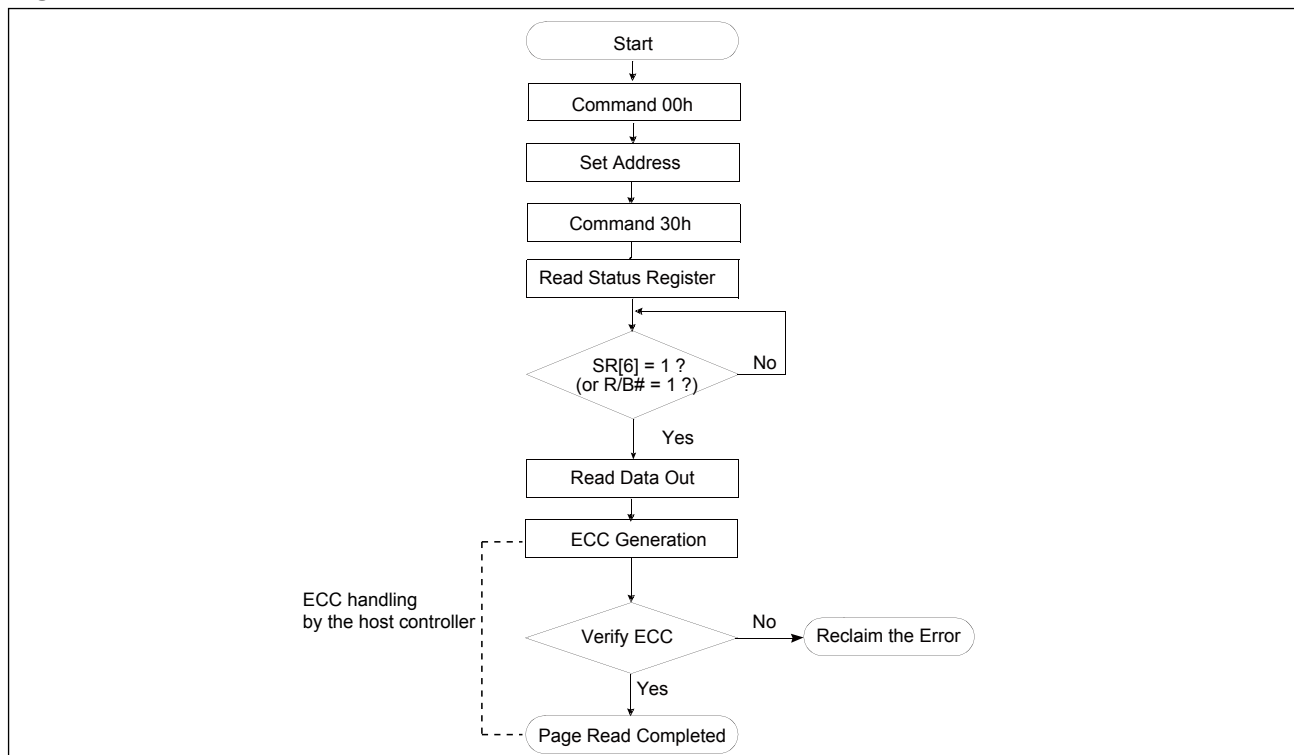 Start
Command 00h
Set Address
Command 30h
Read Status Register
SR[6] = 1 ?
(or R/B# = 1 ?)
No
Yes
Read Data Out
ECC Generation
ECC handling
by the host controller
Verify ECC
No
Reclaim the Error
Yes
Page Read Completed